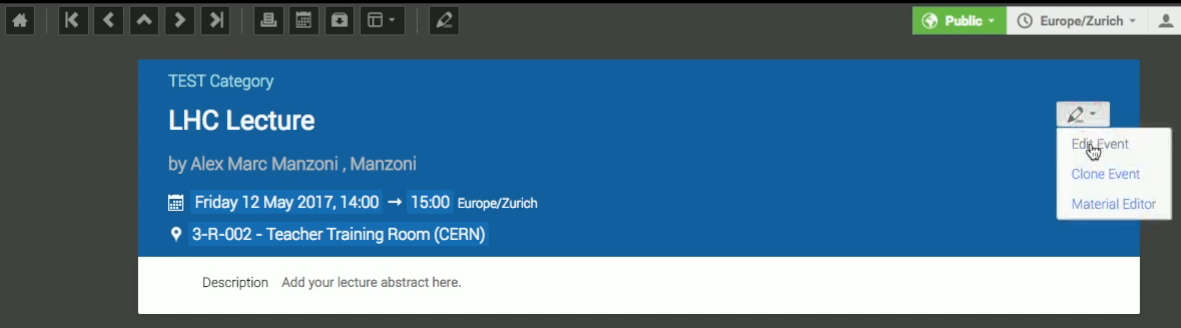 Public
Europe/Zurich
TEST Category
LHC Lecture
by Alex Marc Manzoni , Manzoni
Friday 12 May 2017, 14:00 → 15:00 Europe/Zurich
3-R-002 - Teacher Training Room (CERN)
Edit Event
Clone Event
Material Editor
Description Add your lecture abstract here.